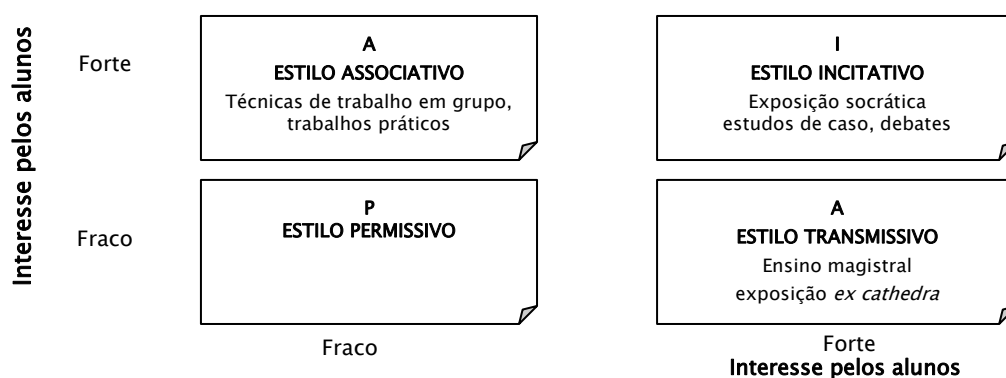 Interesse pelos alunos
Forte
A
ESTILO ASSOCIATIVO
Técnicas de trabalho em grupo,
trabalhos práticos
I
ESTILO INCITATIVO
Exposição socrática
estudos de caso, debates
Fraco
P
ESTILO PERMISSIVO
A
ESTILO TRANSMISSIVO
Ensino magistral
exposição ex cathedra
Fraco
Forte
Interesse pelos alunos